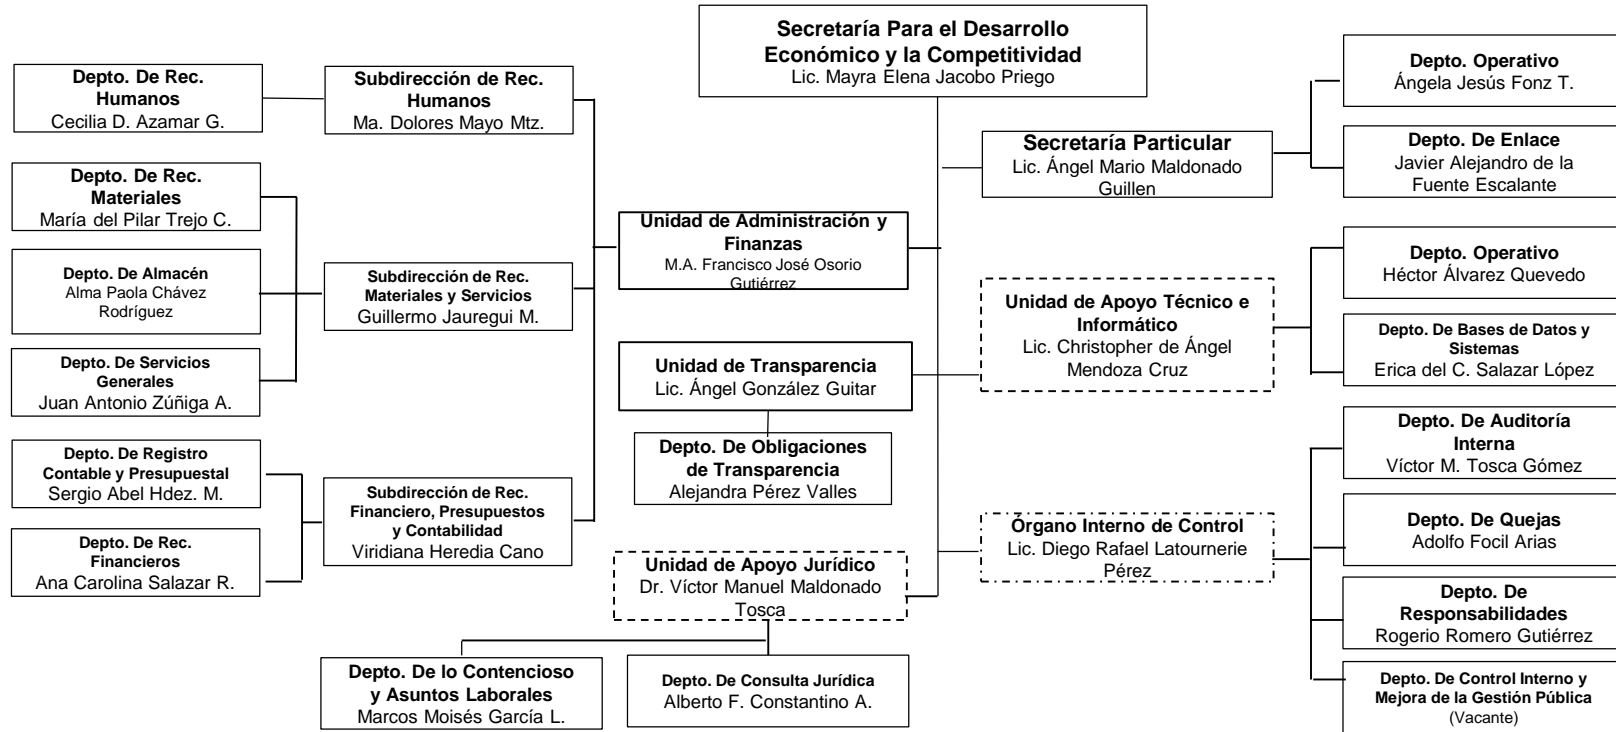 Secretaría Para el Desarrollo
Económico y la Competitividad
Lic. Mayra Elena Jacobo Priego
Depto. De Rec.
Humanos
Cecilia D. Azamar G.
Subdirección de Rec.
Humanos
Ma. Dolores Mayo Mtz.
Depto. De Rec.
Materiales
María del Pilar Trejo C.
Depto. De Almacén
Alma Paola Chávez
Rodríguez
Depto. De Servicios
Generales
Juan Antonio Zúñiga A.
Subdirección de Rec.
Materiales y Servicios
Guillermo Jauregui M.
Depto. De Registro
Contable y Presupuestal
Sergio Abel Hdez. M.
Depto. De Rec.
Financieros
Ana Carolina Salazar R.
Subdirección de Rec.
Financiero, Presupuestos
y Contabilidad
Viridiana Heredia Cano
Unidad de Administración y
Finanzas
M.A. Francisco José Osorio
Gutiérrez
Unidad de Transparencia
Lic. Ángel González Guitar
Depto. De Obligaciones
de Transparencia
Alejandra Pérez Valles
Unidad de Apoyo Jurídico
Dr. Víctor Manuel Maldonado
Tosca
Depto. De lo Contencioso
y Asuntos Laborales
Marcos Moisés García L.
Depto. De Consulta Jurídica
Alberto F. Constantino A.
Secretaría Particular
Lic. Ángel Mario Maldonado
Guillen
Depto. Operativo
Ángela Jesús Fonz T.
Depto. De Enlace
Javier Alejandro de la
Fuente Escalante
Unidad de Apoyo Técnico e
Informático
Lic. Christopher de Ángel
Mendoza Cruz
Depto. Operativo
Héctor Álvarez Quevedo
Depto. De Bases de Datos y
Sistemas
Erica del C. Salazar López
Órgano Interno de Control
Lic. Diego Rafael Latournerie
Pérez
Depto. De Auditoría
Interna
Víctor M. Tosca Gómez
Depto. De Quejas
Adolfo Focil Arias
Depto. De
Responsabilidades
Rogerio Romero Gutiérrez
Depto. De Control Interno y
Mejora de la Gestión Pública
(Vacante)